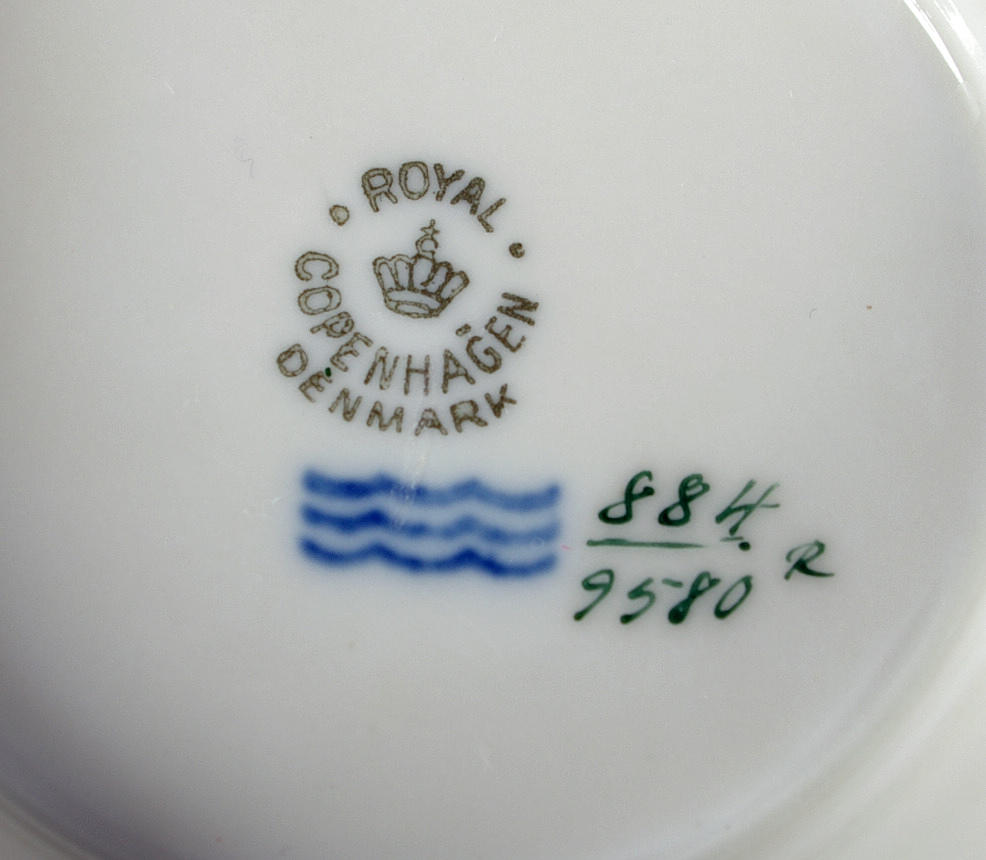 ROYAL
COPENHAGEN
DENMARK
884
9580
R